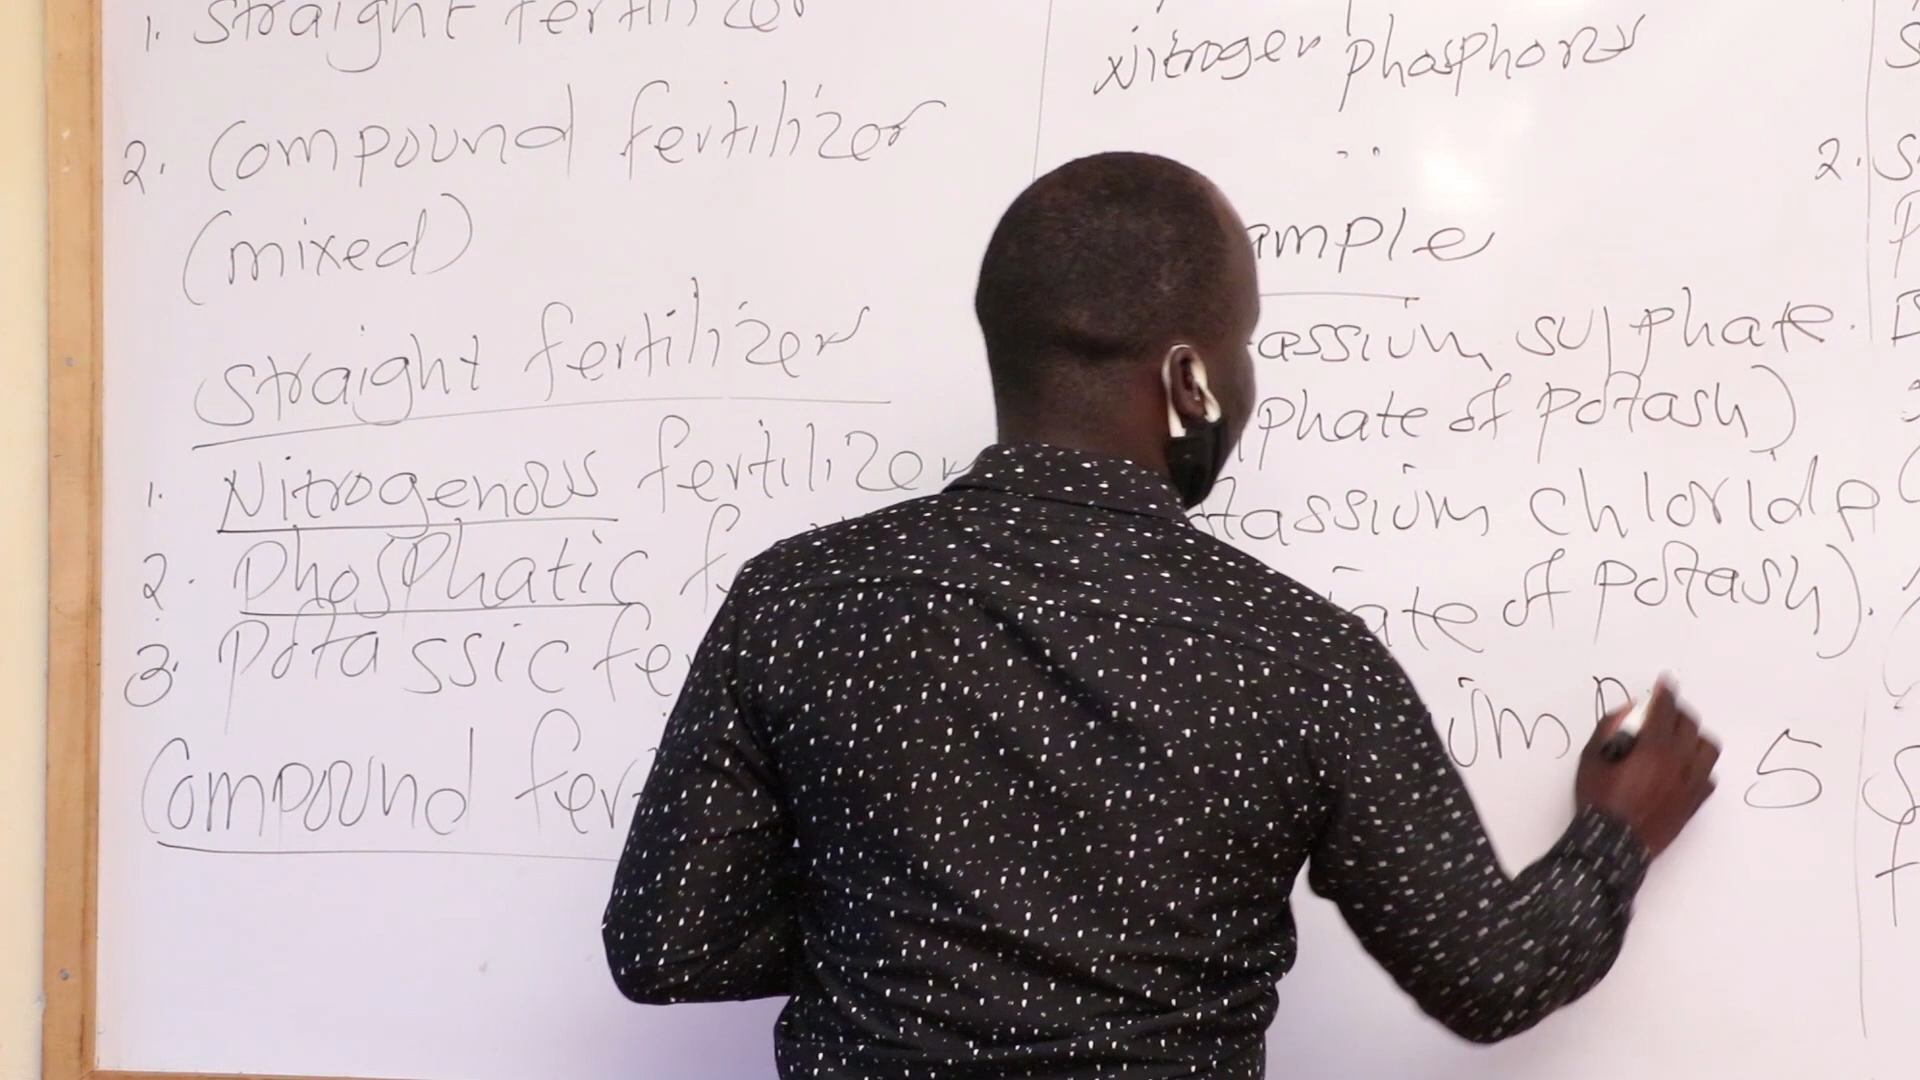 1. Straight fertilizer
2. Compound fertilizer
(mixed)
Straight fertilizer
1. Nitrogenous fertilizer
2. Phosphatic f
3. Potassic fe
Compound fer
Nitrogen phosphorus
ample
assium sulphate.
phate of potash)
tassium chloride
ate of potash).
ium
5
2. S